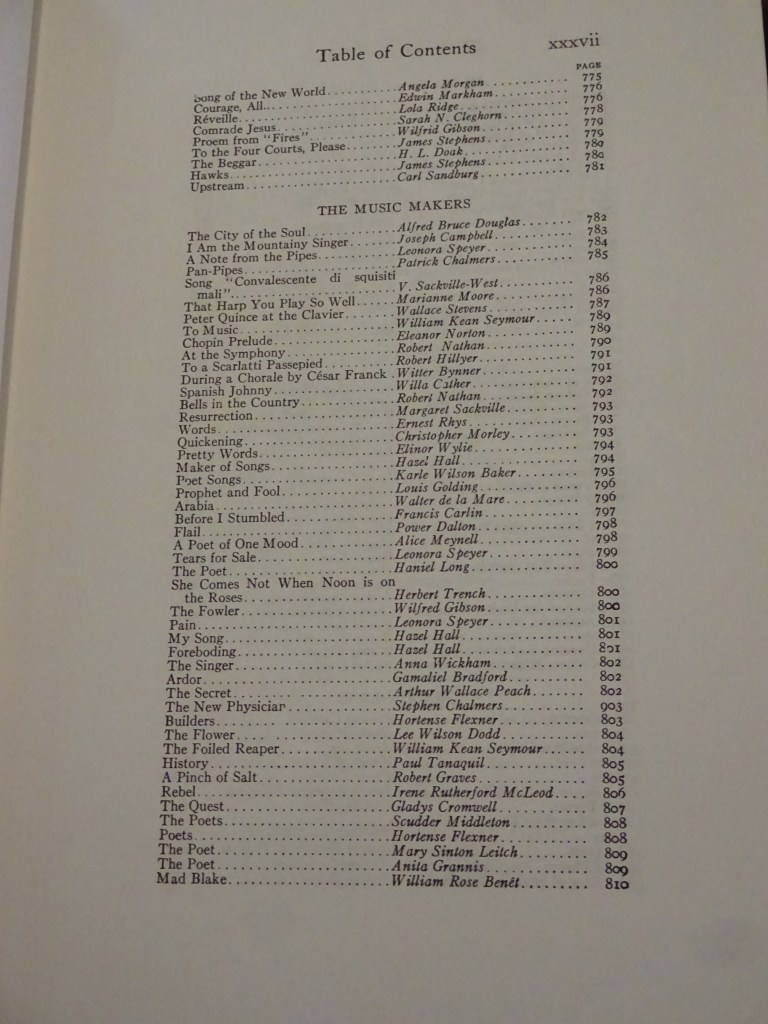 Table of Contents xxxvii
PAGE
Song of the New World..........Angela Morgan........... 775
Courage, All....................Edwin Markham.......... 776
Réveille........................Lola Ridge.............. 776
Comrade Jesus...................Sarah N. Cleghorn....... 778
Proem from "Fires"..............Wilfrid Gibson.......... 779
To the Four Courts, Please......James Stephens.......... 779
The Beggar......................H. L. Doak.............. 780
Hawks...........................James Stephens.......... 780
Upstream........................Carl Sandburg........... 781
THE MUSIC MAKERS
The City of the Soul............Alfred Bruce Douglas....... 782
I Am the Mountainy Singer.......Joseph Campbell.......... 783
A Note from the Pipes...........Leonora Speyer........... 784
Pan-Pipes.......................Patrick Chalmers......... 785
Song "Convalescente di squisiti
mali"...........................V. Sackville-West........ 786
That Harp You Play So Well......Marianne Moore........... 786
Peter Quince at the Clavier.....Wallace Stevens.......... 787
To Music........................William Kean Seymour..... 789
Chopin Prelude..................Eleanor Norton........... 789
At the Symphony.................Robert Nathan............ 790
To a Scarlatti Passepied........Robert Hillyer........... 791
During a Chorale by César Franck.Witter Bynner........... 791
Spanish Johnny..................Willa Cather............. 792
Bells in the Country............Robert Nathan............ 792
Resurrection....................Margaret Sackville....... 793
Words...........................Ernest Rhys.............. 793
Quickening......................Christopher Morley....... 793
Pretty Words....................Elinor Wylie............. 794
Maker of Songs..................Hazel Hall............... 794
Poet Songs......................Karle Wilson Baker....... 795
Prophet and Fool................Louis Golding............ 796
Arabia..........................Walter de la Mare........ 796
Before I Stumbled...............Francis Carlin........... 797
Flail...........................Power Dalton............. 798
A Poet of One Mood..............Alice Meynell............ 798
Tears for Sale..................Leonora Speyer........... 799
The Poet........................Haniel Long.............. 800
She Comes Not When Noon is on
the Roses.......................Herbert Trench........... 800
The Fowler......................Wilfred Gibson........... 800
Pain............................Leonora Speyer........... 801
My Song.........................Hazel Hall............... 801
Foreboding......................Hazel Hall............... 801
The Singer......................Anna Wickham............. 802
Ardor...........................Gamaliel Bradford........ 802
The Secret......................Arthur Wallace Peach..... 802
The New Physician...............Stephen Chalmers......... 903
Builders........................Hortense Flexner......... 803
The Flower......................Lee Wilson Dodd.......... 804
The Foiled Reaper...............William Kean Seymour..... 804
History.........................Paul Tanaquil............ 805
A Pinch of Salt.................Robert Graves............ 805
Rebel...........................Irene Rutherford McLeod.... 806
The Quest.......................Gladys Cromwell.......... 807
The Poets.......................Scudder Middleton........ 808
Poets...........................Hortense Flexner......... 808
The Poet........................Mary Sinton Leitch....... 809
The Poet........................Anita Grannis............ 809
Mad Blake.......................William Rose Benét....... 810